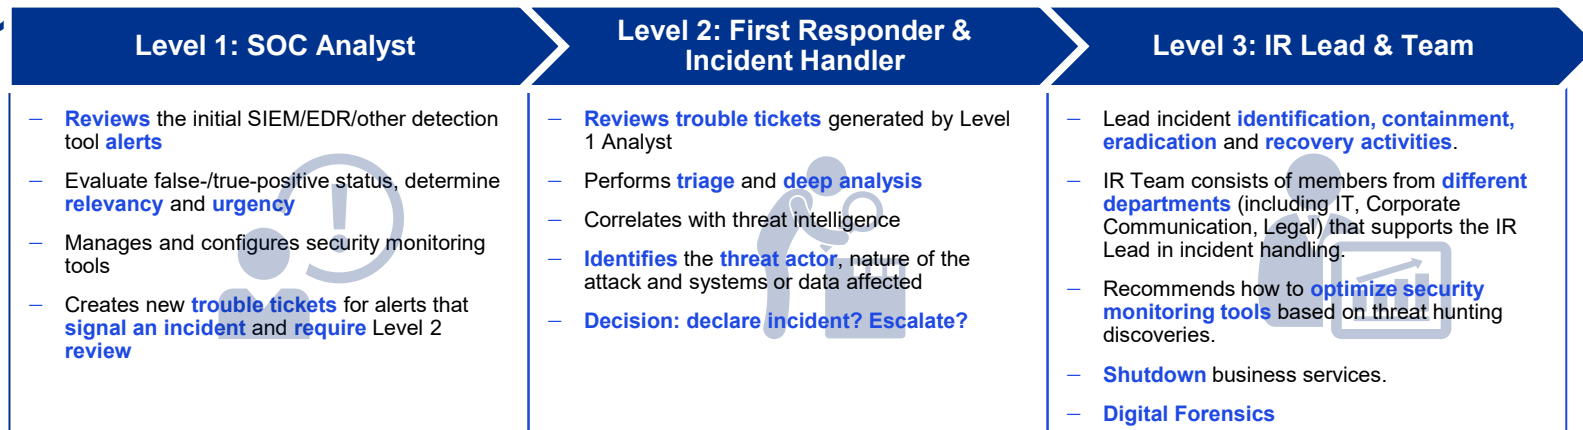 Level 1: SOC Analyst
– Reviews the initial SIEM/EDR/other detection
tool alerts
– Evaluate false-/true-positive status, determine
relevancy and urgency
– Manages and configures security monitoring
tools
– Creates new trouble tickets for alerts that
signal an incident and require Level 2
review
Level 2: First Responder &
Incident Handler
– Reviews trouble tickets generated by Level
1 Analyst
– Performs triage and deep analysis
– Correlates with threat intelligence
– Identifies the threat actor, nature of the
attack and systems or data affected
– Decision: declare incident? Escalate?
Level 3: IR Lead & Team
– Lead incident identification, containment,
eradication and recovery activities.
– IR Team consists of members from different
departments (including IT, Corporate
Communication, Legal) that supports the IR
Lead in incident handling.
– Recommends how to optimize security
monitoring tools based on threat hunting
discoveries.
– Shutdown business services.
– Digital Forensics